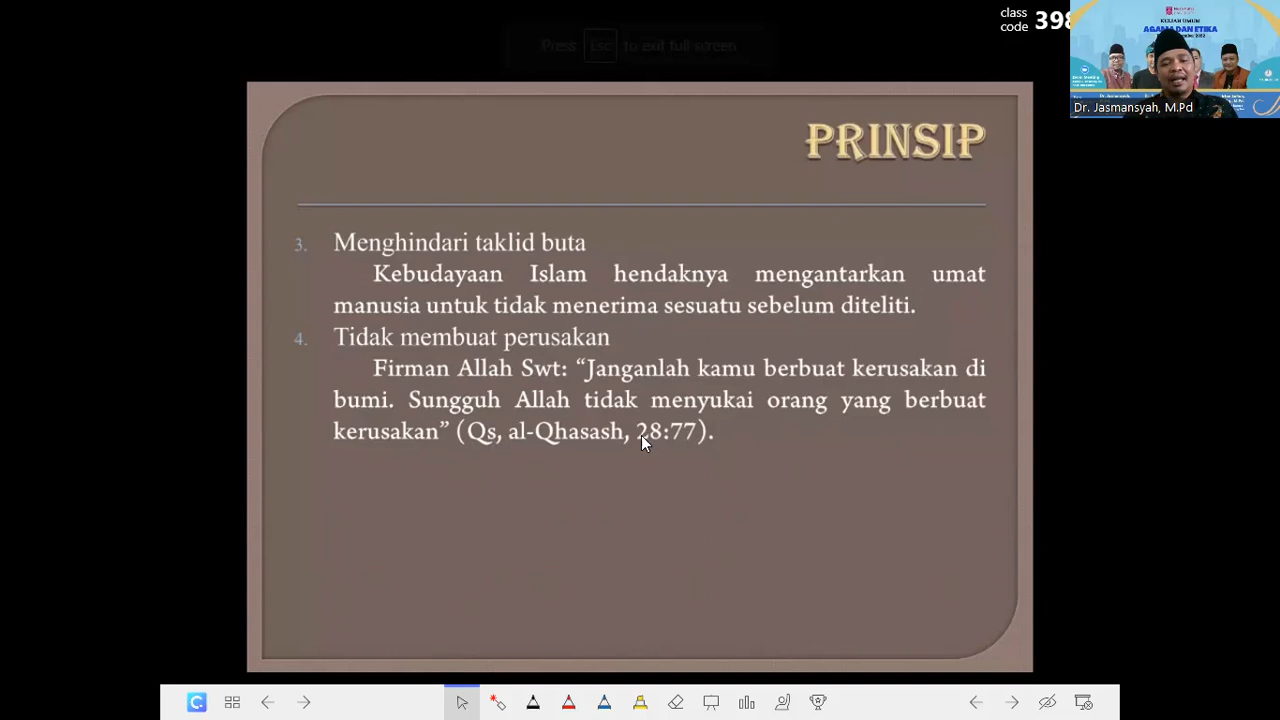 Press Esc to exit full screen
class
code 398
KULIAH UMUM
AGAMA DAN ETIKA
Dr. Jasmansyah, M.Pd
PRINSIP
3. Menghindari taklid buta
Kebudayaan Islam hendaknya mengantarkan umat
manusia untuk tidak menerima sesuatu sebelum diteliti.
4. Tidak membuat perusakan
Firman Allah Swt: “Janganlah kamu berbuat kerusakan di
bumi. Sungguh Allah tidak menyukai orang yang berbuat
kerusakan” (Qs, al-Qhasash, 28:77).